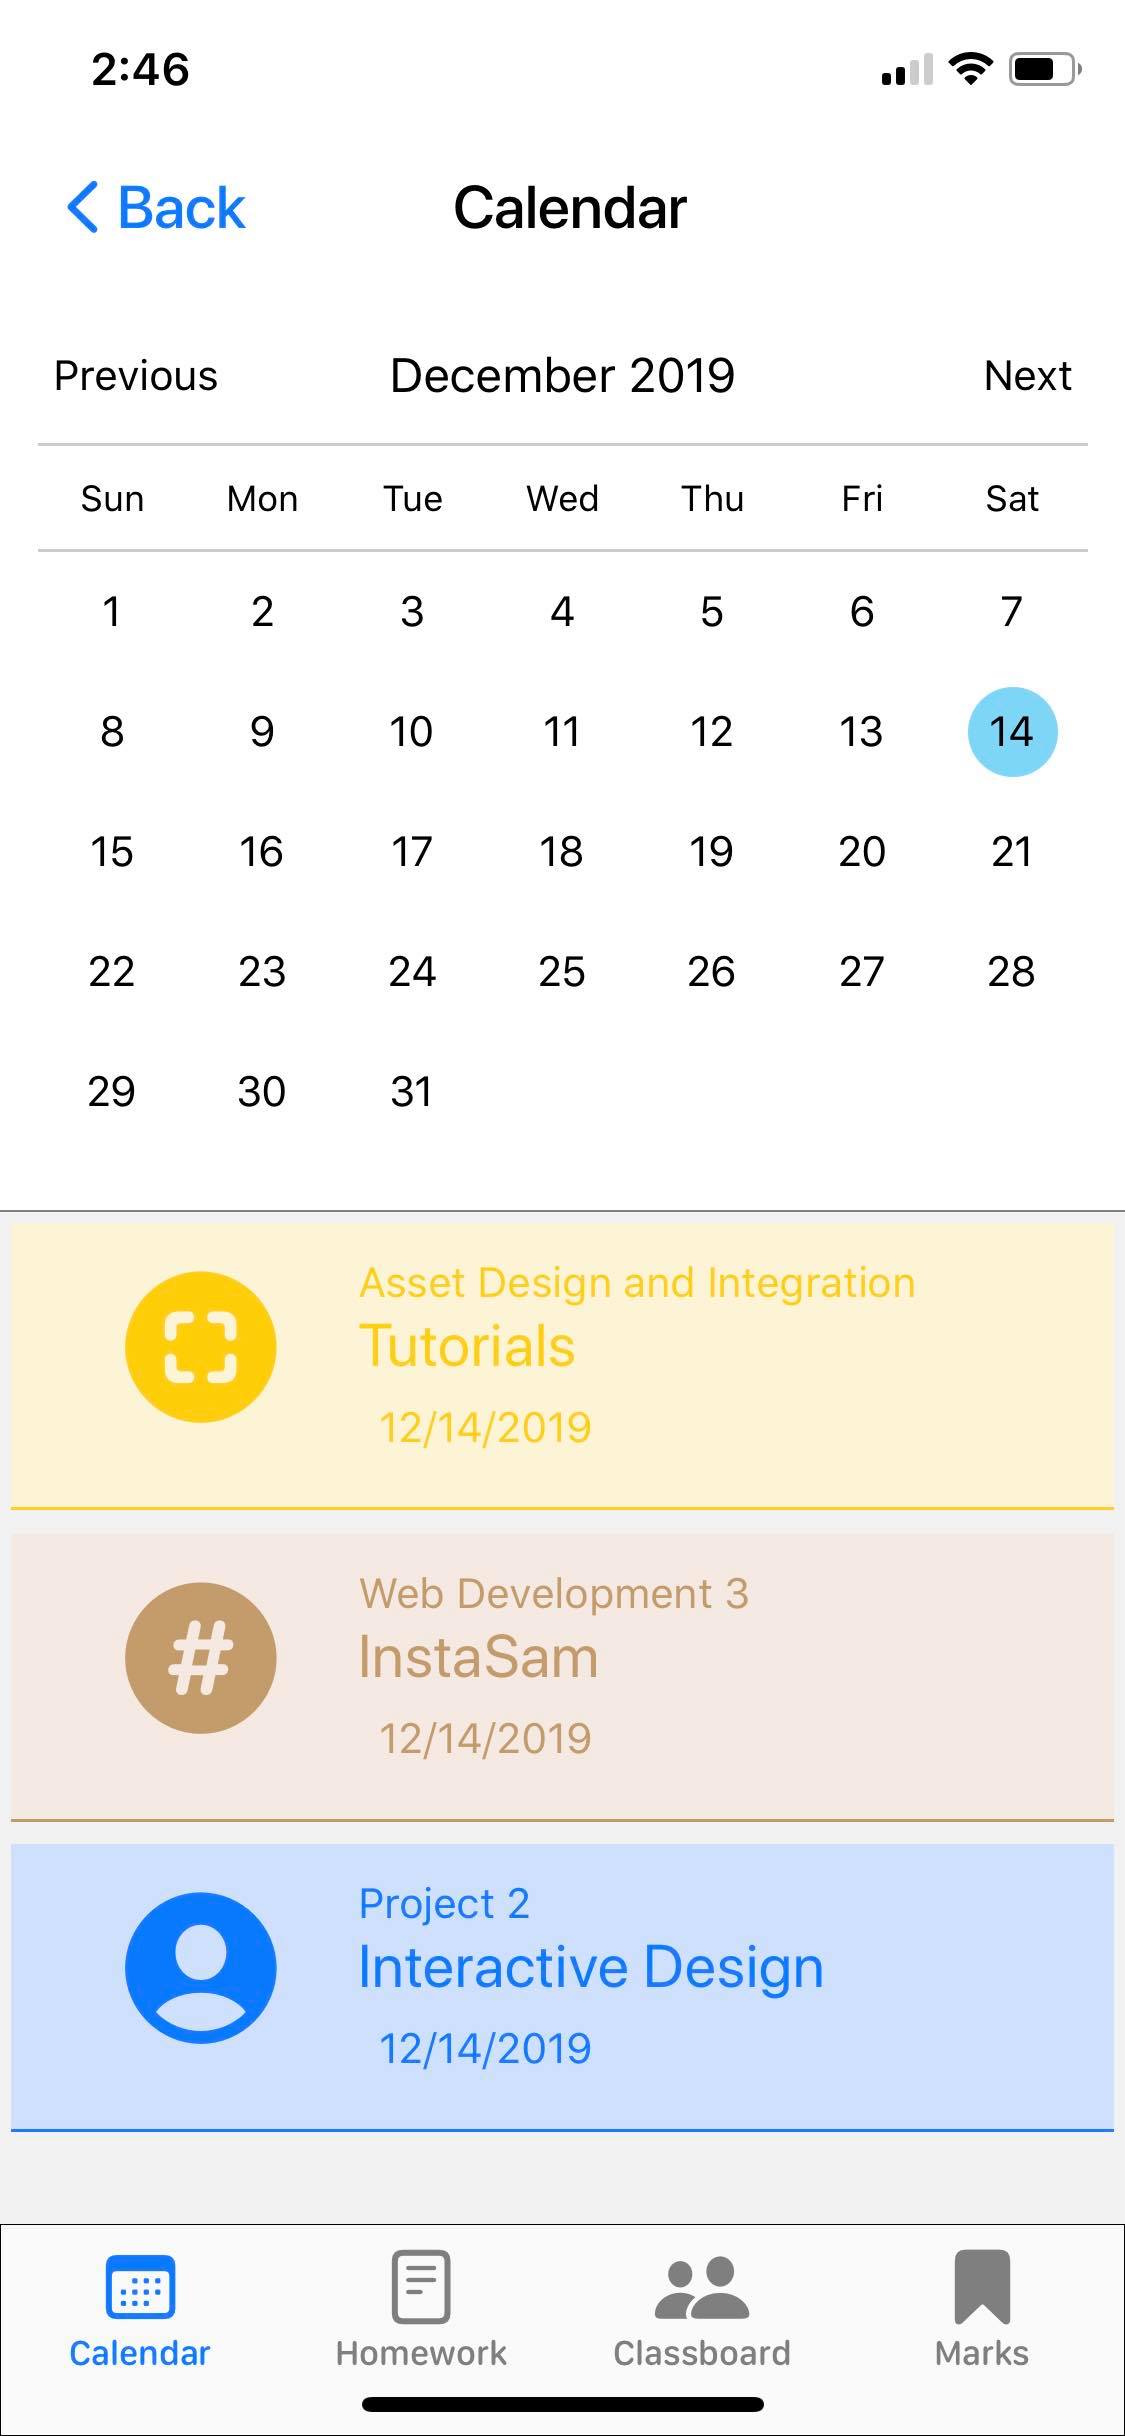 2:46
Back Calendar
Previous December 2019 Next
Sun Mon Tue Wed Thu Fri Sat
1 2 3 4 5 6 7
8 9 10 11 12 13 14
15 16 17 18 19 20 21
22 23 24 25 26 27 28
29 30 31
Asset Design and Integration
Tutorials
12/14/2019
Web Development 3
InstaSam
12/14/2019
Project 2
Interactive Design
12/14/2019
Calendar Homework Classboard Marks